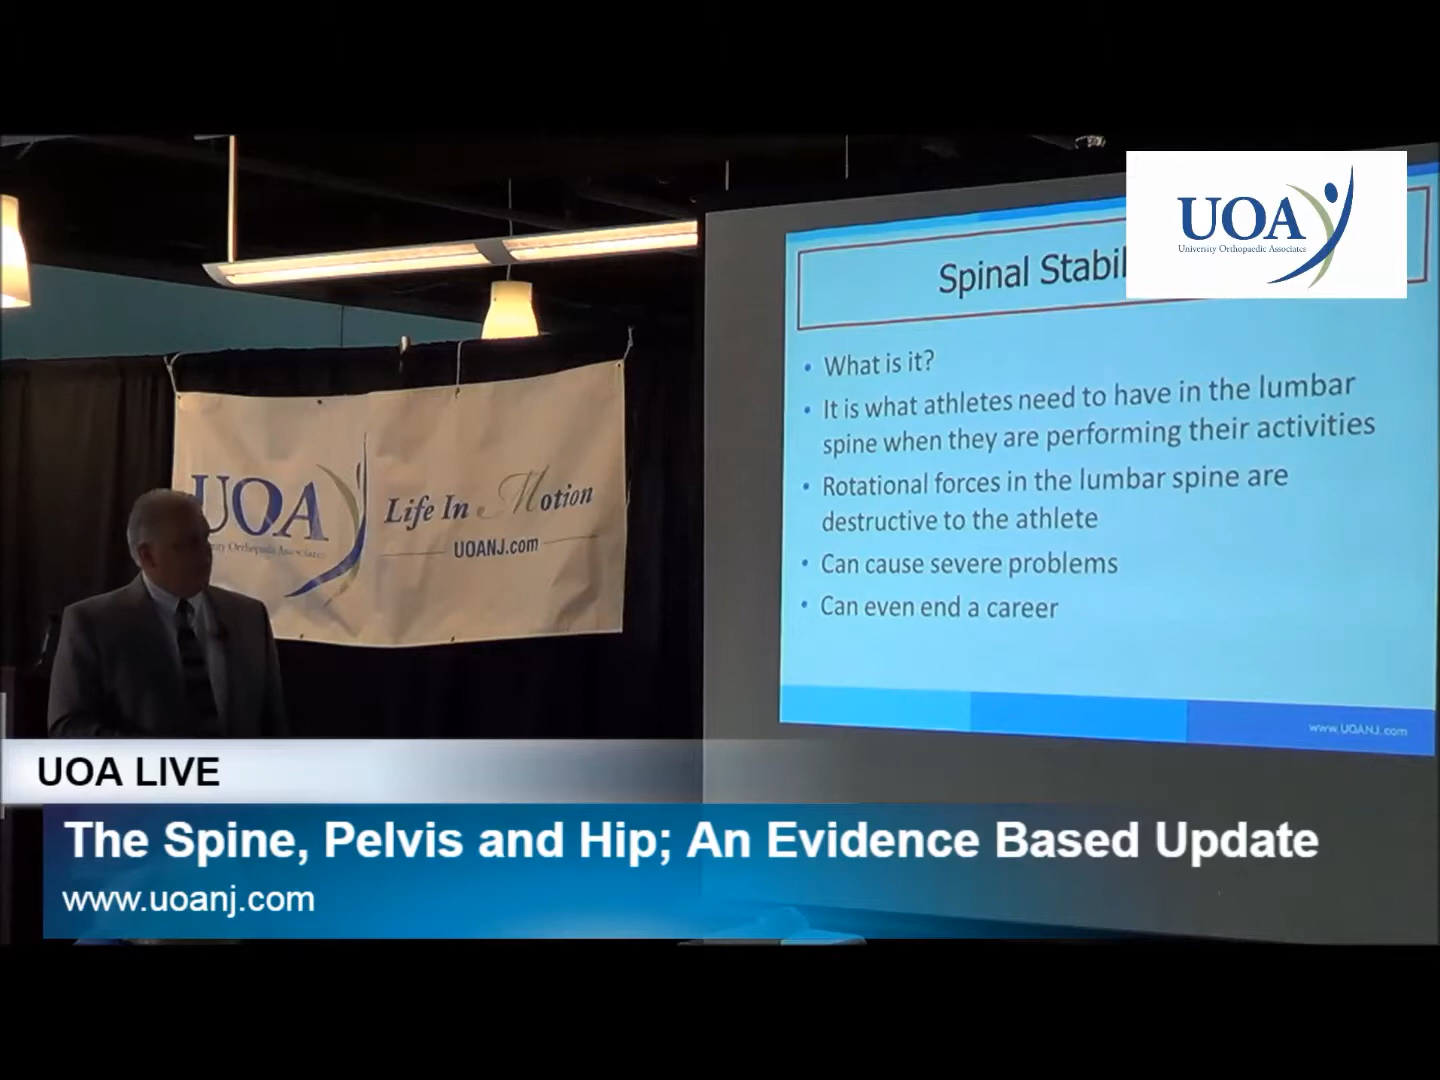 UOA
University Orthopaedic Associates
Spinal
What is it?
It is what athletes need to have in the lumbar
spine when they are performing their activities
Rotational forces in the lumbar spine are
destructive to the athlete
Can cause severe problems
Can even end a career
www.UOANJ.com
UOA
Orthopaedic Associates
Life In Motion
UOANJ.com
UOA LIVE
The Spine, Pelvis and Hip; An Evidence Based Update
www.uoanj.com